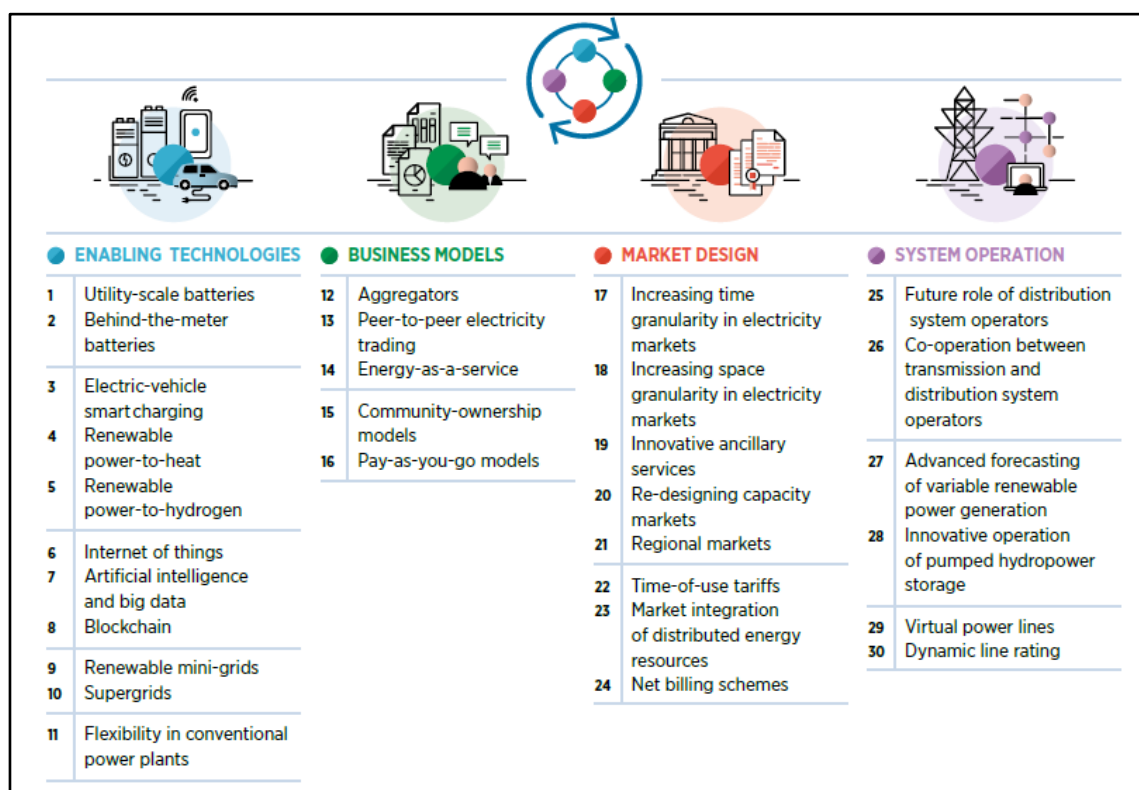 ENABLING TECHNOLOGIES
1 Utility-scale batteries
2 Behind-the-meter
batteries
3 Electric-vehicle
smart charging
4 Renewable
power-to-heat
5 Renewable
power-to-hydrogen
6 Internet of things
7 Artificial intelligence
and big data
8 Blockchain
9 Renewable mini-grids
10 Supergrids
11 Flexibility in conventional
power plants
BUSINESS MODELS
12 Aggregators
13 Peer-to-peer electricity
trading
14 Energy-as-a-service
15 Community-ownership
models
16 Pay-as-you-go models
MARKET DESIGN
17 Increasing time
granularity in electricity
markets
18 Increasing space
granularity in electricity
markets
19 Innovative ancillary
services
20 Re-designing capacity
markets
21 Regional markets
22 Time-of-use tariffs
23 Market integration
of distributed energy
resources
24 Net billing schemes
SYSTEM OPERATION
25 Future role of distribution
system operators
26 Co-operation between
transmission and
distribution system
operators
27 Advanced forecasting
of variable renewable
power generation
28 Innovative operation
of pumped hydropower
storage
29 Virtual power lines
30 Dynamic line rating